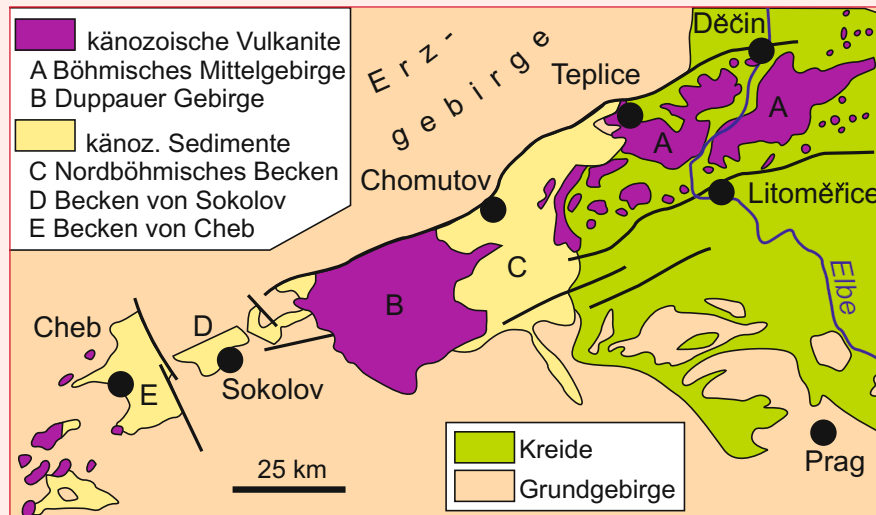 känozoische Vulkanite
A Böhmisches Mittelgebirge
B Duppauer Gebirge
känoz. Sedimente
C Nordböhmisches Becken
D Becken von Sokolov
E Becken von Cheb
Erz-
gebirge
Děčin
Teplice
A
A
Chomutov
Litoměřice
C
B
Elbe
Cheb
D
E
Sokolov
25 km
Kreide
Grundgebirge
Prag